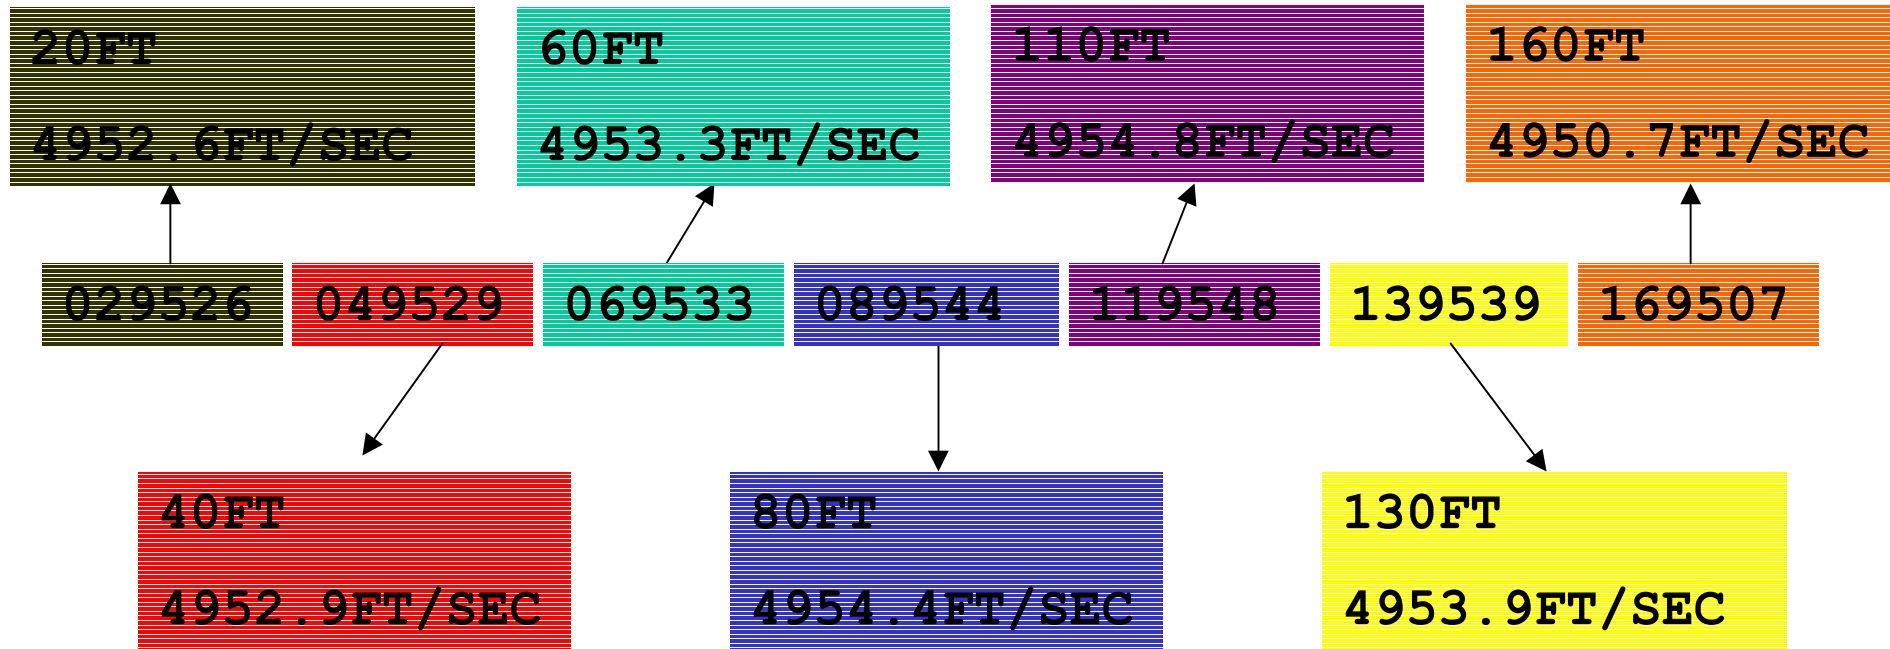 20FT
4952.6FT/SEC
60FT
4953.3FT/SEC
110FT
4954.8FT/SEC
160FT
4950.7FT/SEC
029526
049529
069533
089544
119548
139539
169507
40FT
4952.9FT/SEC
80FT
4954.4FT/SEC
130FT
4953.9FT/SEC